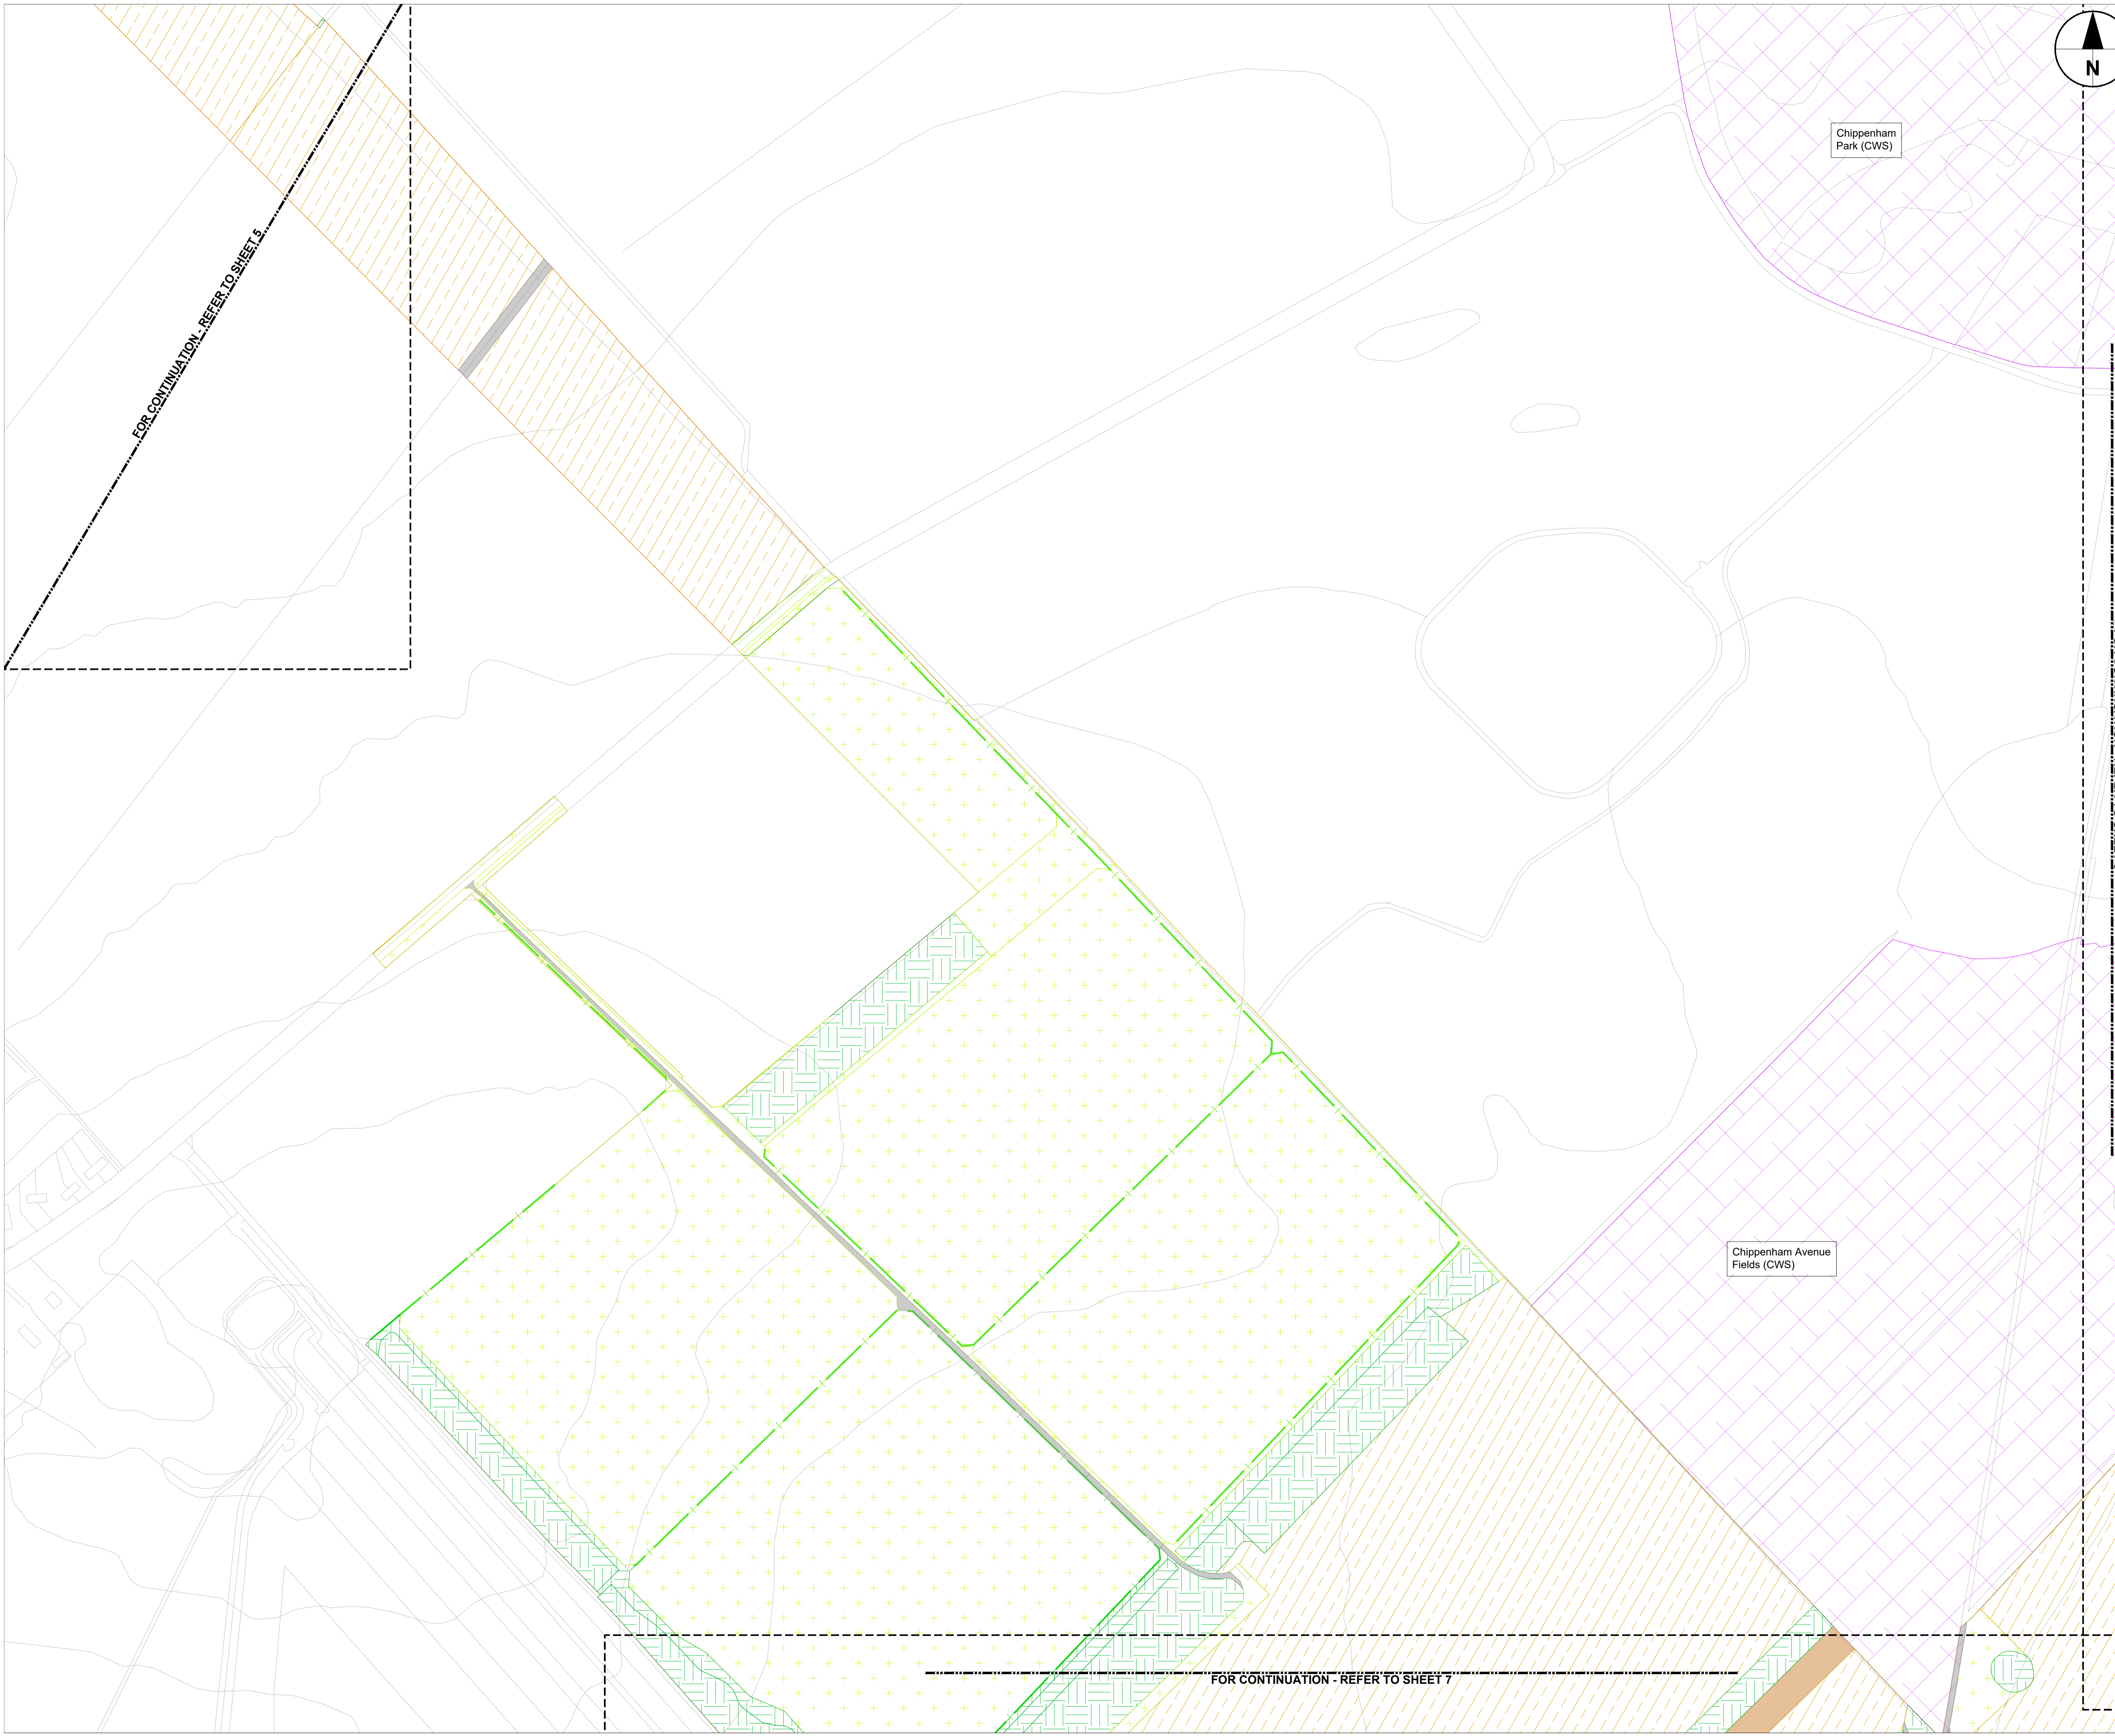 N
Chippenham
Park (CWS)
FOR CONTINUATION - REFER TO SHEET 5
Chippenham Avenue
Fields (CWS)
FOR CONTINUATION - REFER TO SHEET 7